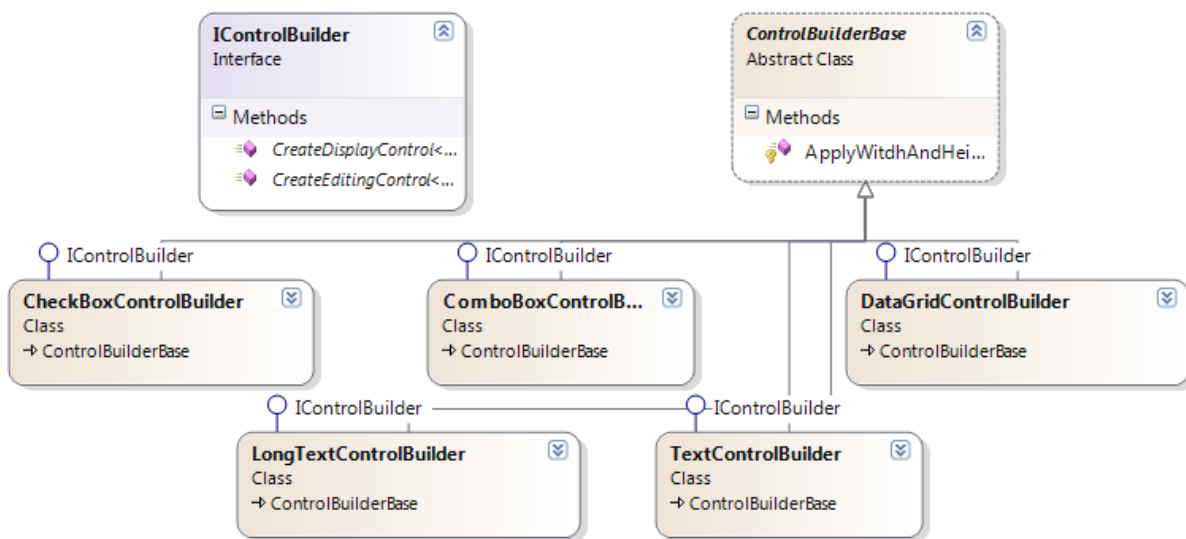 IControlBuilder
Interface
Methods
CreateDisplayControl<...
CreateEditingControl<...
ControlBuilderBase
Abstract Class
Methods
ApplyWitdhAndHei...
IControlBuilder
CheckBoxControlBuilder
Class
ControlBuilderBase
IControlBuilder
ComboBoxControlB...
Class
ControlBuilderBase
IControlBuilder
DataGridControlBuilder
Class
ControlBuilderBase
IControlBuilder
LongTextControlBuilder
Class
ControlBuilderBase
IControlBuilder
TextControlBuilder
Class
ControlBuilderBase